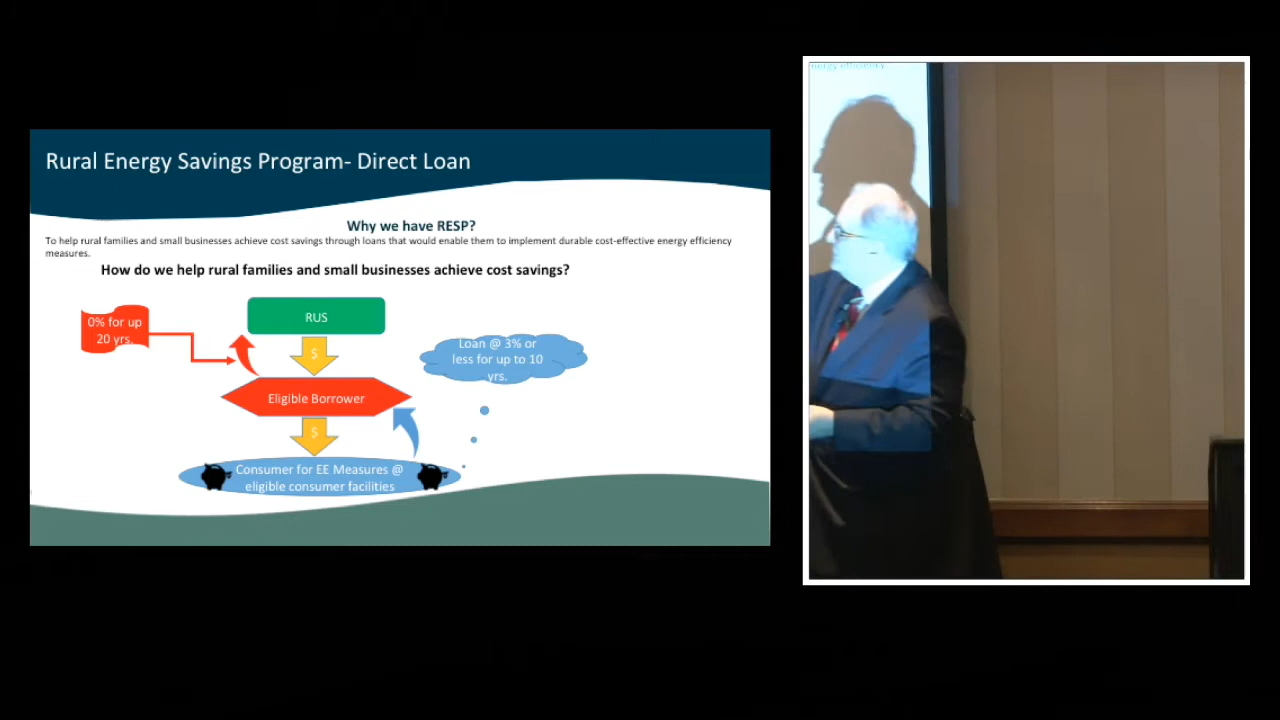 Rural Energy Savings Program- Direct Loan
Why we have RESP?
To help rural families and small businesses achieve cost savings through loans that would enable them to implement durable cost-effective energy efficiency
measures.
How do we help rural families and small businesses achieve cost savings?
0% for up
20 yrs.
RUS
$
Loan @ 3% or
less for up to 10
yrs.
Eligible Borrower
$
Consumer for EE Measures @
eligible consumer facilities
energy efficiency